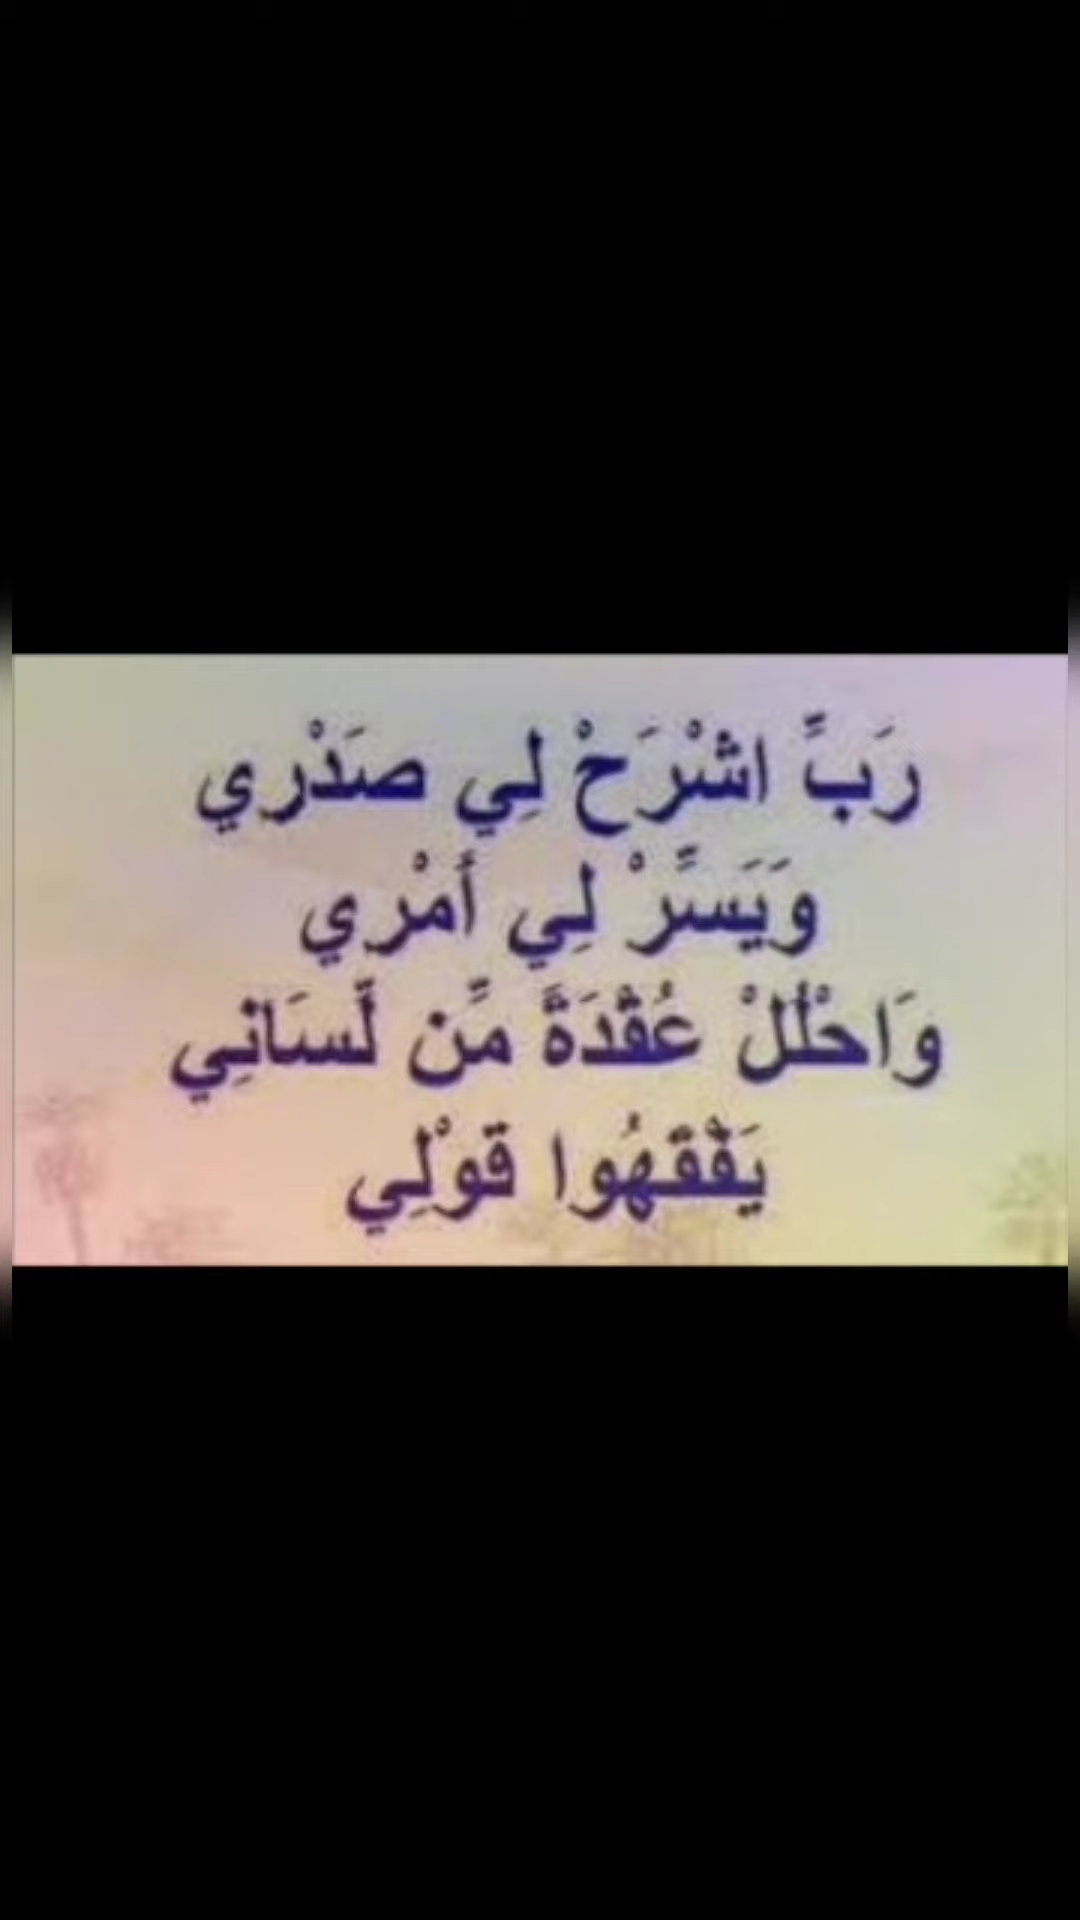 رَبِّ اشْرَحْ لِي صَدْرِي
وَيَسِّرْ لِي أَمْرِي
وَاحْلُلْ عُقْدَةً مِّن لِّسَانِي
يَفْقَهُوا قَوْلِي